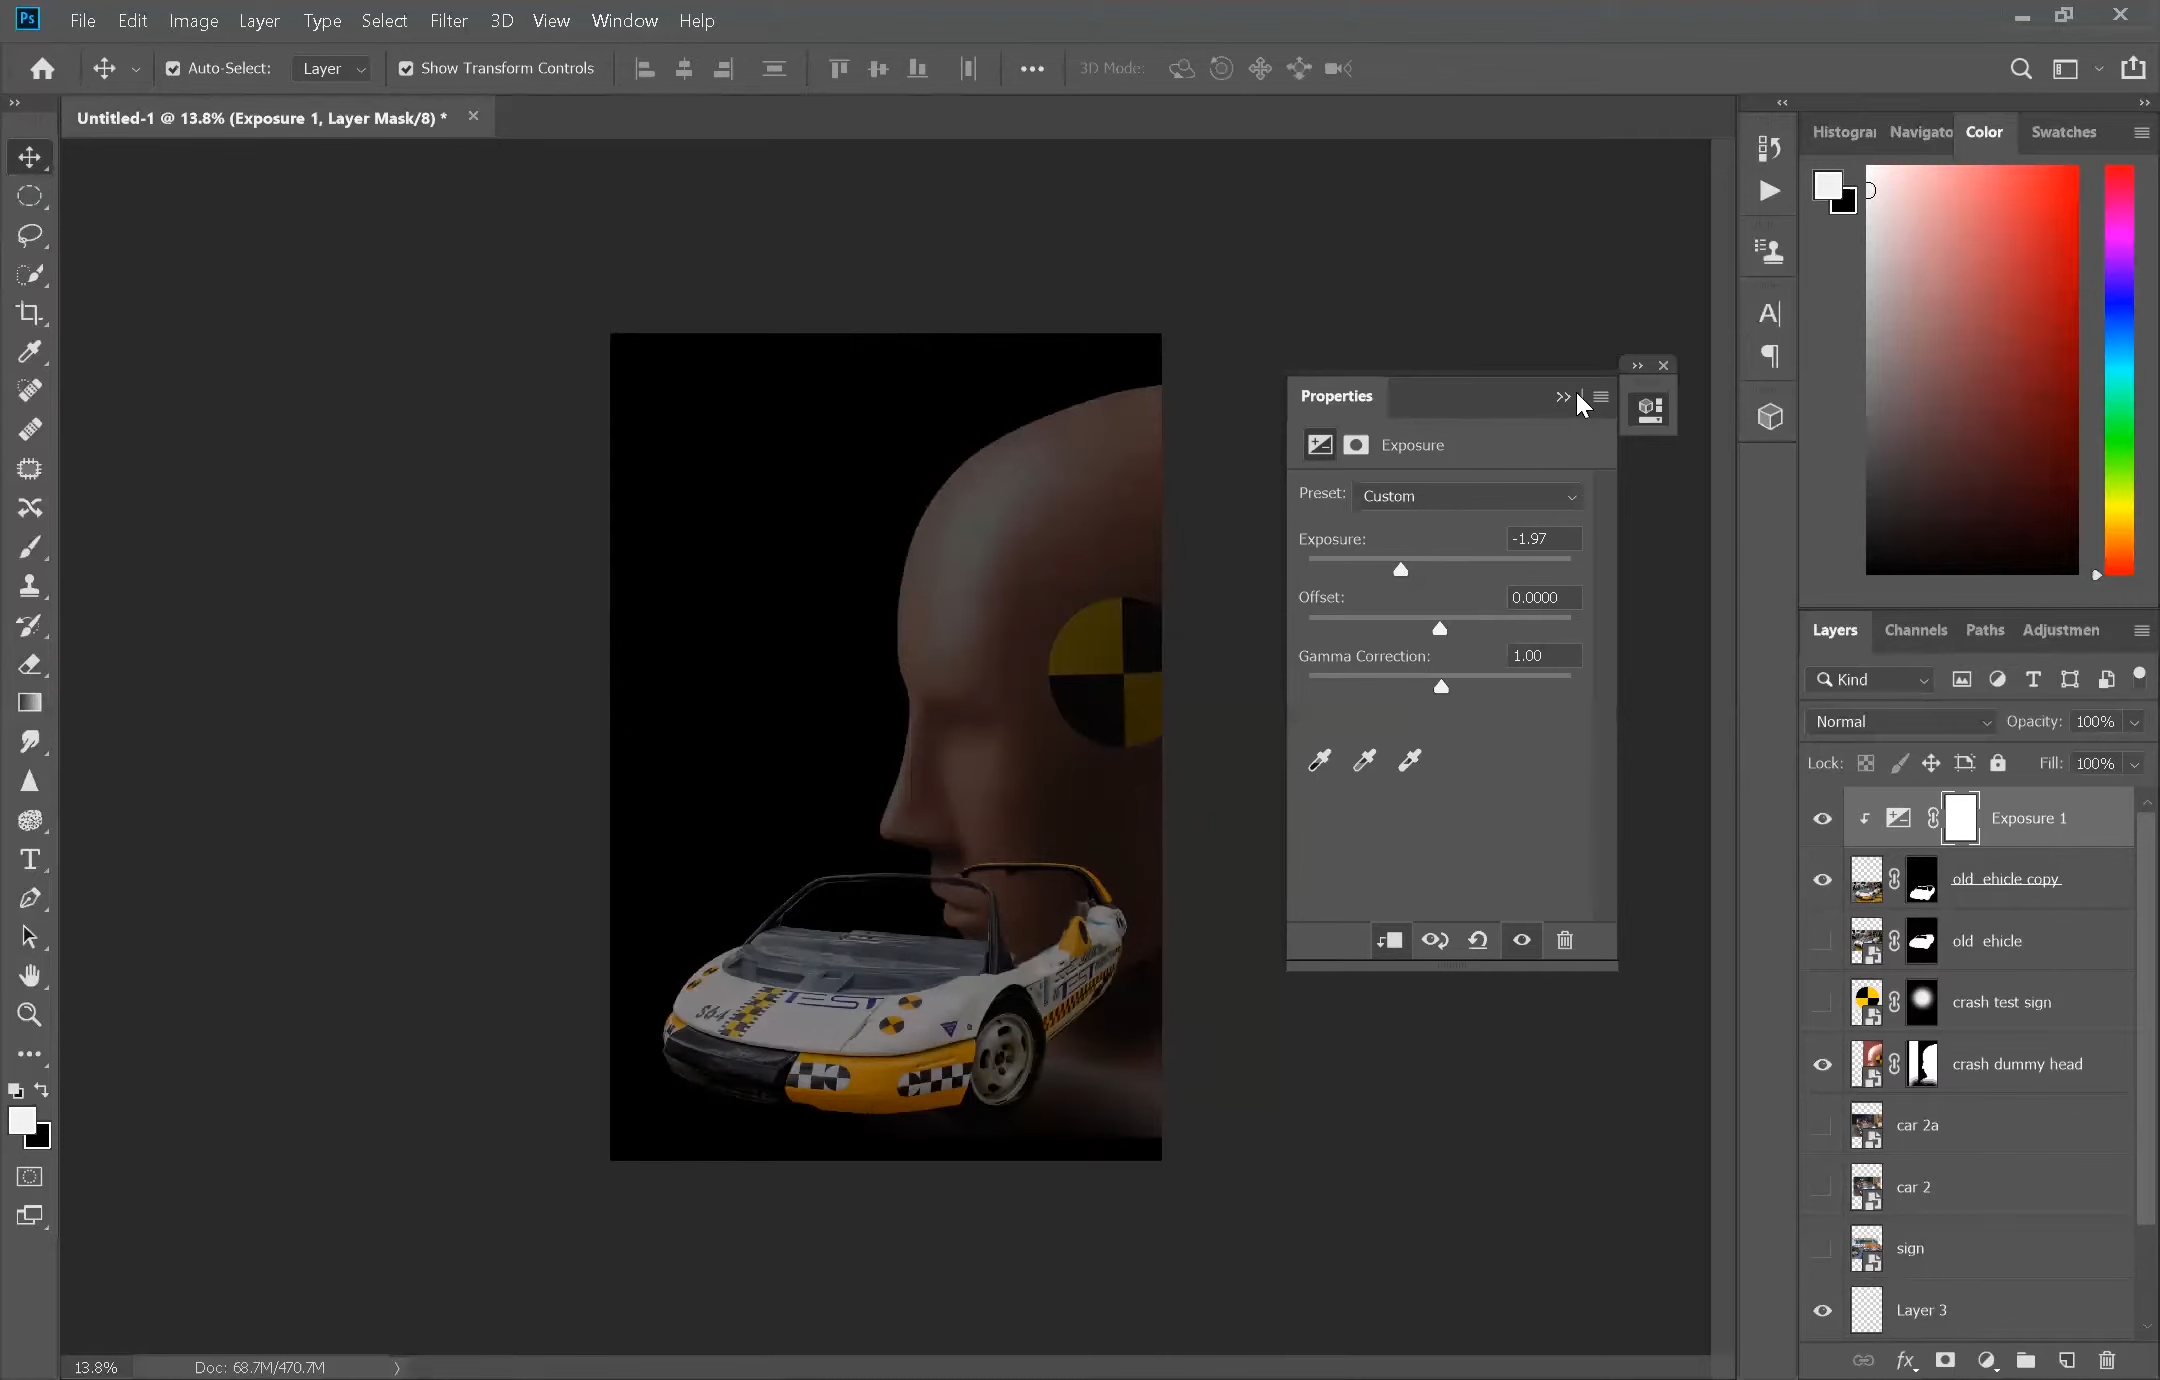 Ps File Edit Image Layer Type Select Filter 3D View Window Help
Auto-Select: Layer Show Transform Controls 3D Mode:
Untitled-1 @ 13.8% (Exposure 1, Layer Mask/8) *
Histogra Navigato Color Swatches
Properties
Exposure
Preset: Custom
Exposure: -1.97
Offset: 0.0000
Gamma Correction: 1.00
Layers Channels Paths Adjustmen
Kind
Normal Opacity: 100%
Lock: Fill: 100%
Exposure 1
old ehicle copy
old ehicle
crash test sign
crash dummy head
car 2a
car 2
sign
Layer 3
S64 TEST
TEST
13.8% Doc: 68.7M/470.7M